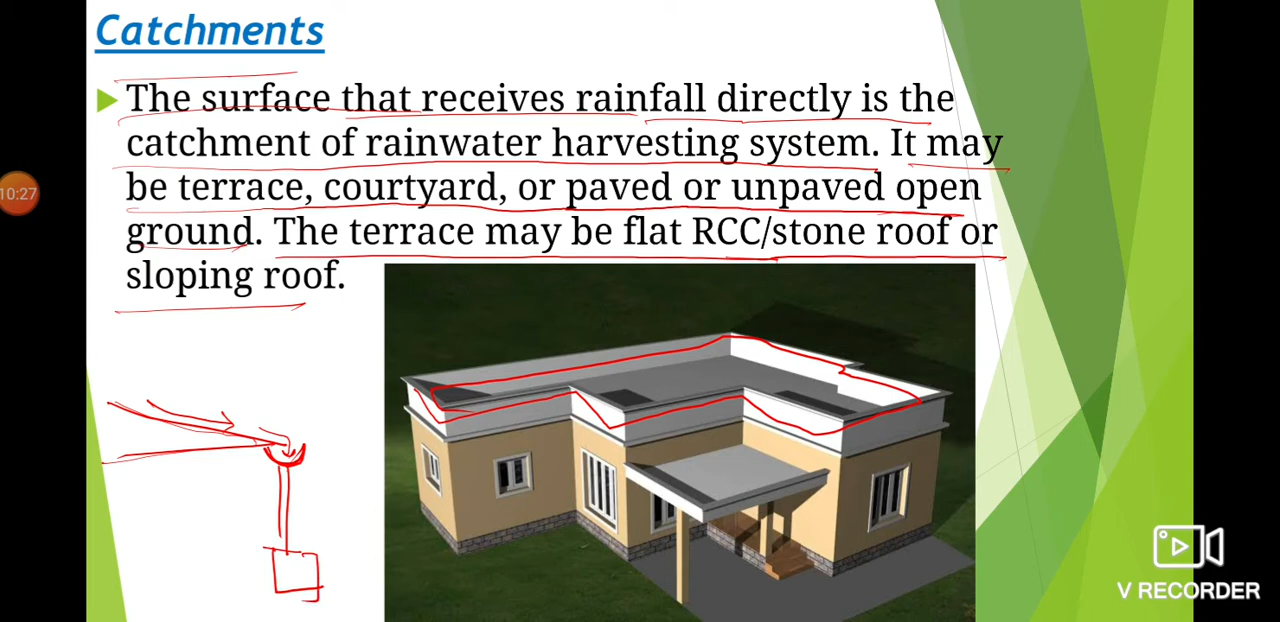 Catchments
The surface that receives rainfall directly is the
catchment of rainwater harvesting system. It may
be terrace, courtyard, or paved or unpaved open
ground. The terrace may be flat RCC/stone roof or
sloping roof.
10:27
V RECORDER